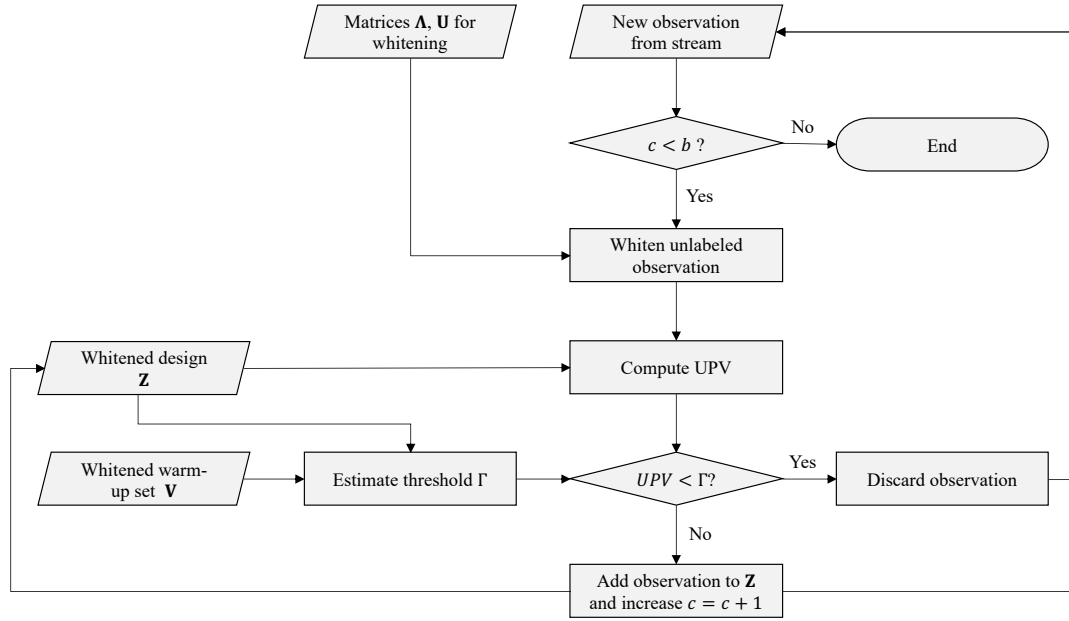 Matrices Λ, U for
whitening
New observation
from stream
c < b ?
No
End
Yes
Whiten unlabeled
observation
Whitened design
Z
Compute UPV
Whitened warm-
up set V
Estimate threshold Γ
UPV < Γ?
Yes
Discard observation
No
Add observation to Z
and increase c = c + 1